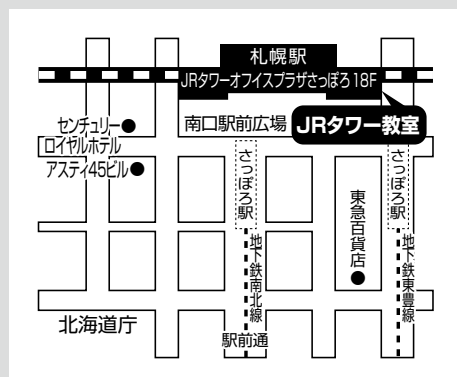 札幌駅
JRタワーオフィスプラザさっぽろ18F
JRタワー教室
南口駅前広場
センチュリー
ロイヤルホテル
アスティ45ビル
さっぽろ駅
さっぽろ駅
東急百貨店
地下鉄南北線
地下鉄東豊線
北海道庁
駅前通